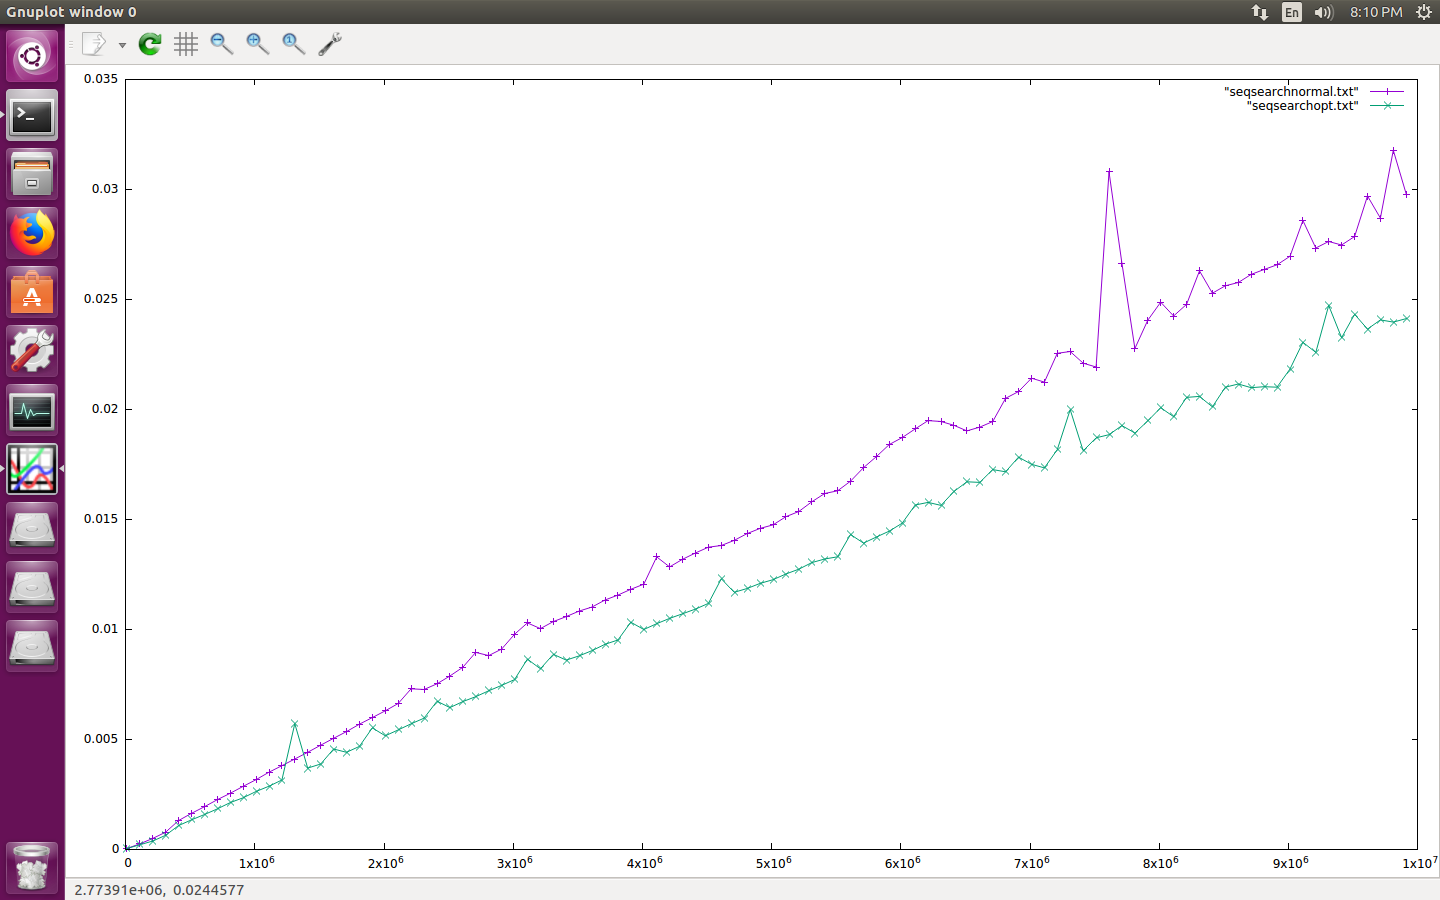 Gnuplot window 0
En
8:10 PM
0.035
"seqsearchnormal.txt"
"seqsearchopt.txt"
0.03
0.025
0.02
0.015
0.01
0.005
0
0 1x10⁶ 2x10⁶ 3x10⁶ 4x10⁶ 5x10⁶ 6x10⁶ 7x10⁶ 8x10⁶ 9x10⁶ 1x10⁷
2.77391e+06, 0.0244577